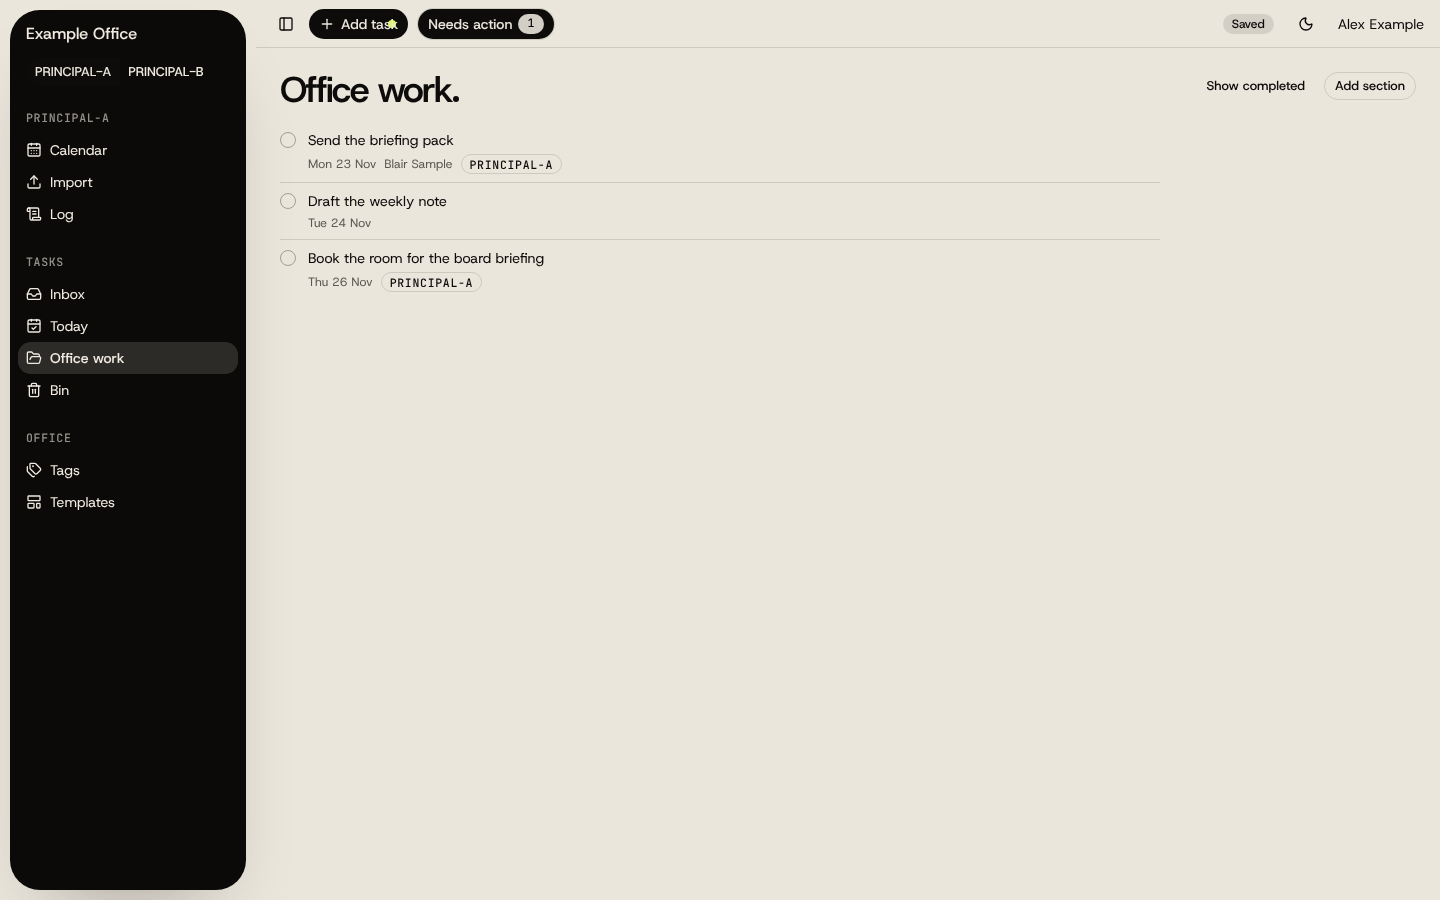 Example Office
PRINCIPAL-A PRINCIPAL-B
PRINCIPAL-A
Calendar
Import
Log
TASKS
Inbox
Today
Office work
Bin
OFFICE
Tags
Templates
Add task
Needs action 1
Saved
Alex Example
Office work.
Show completed
Add section
Send the briefing pack
Mon 23 Nov Blair Sample PRINCIPAL-A
Draft the weekly note
Tue 24 Nov
Book the room for the board briefing
Thu 26 Nov PRINCIPAL-A